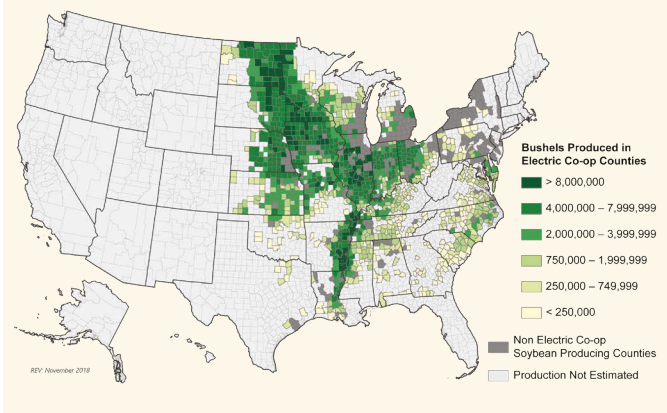 Bushels Produced in
Electric Co-op Counties
> 8,000,000
4,000,000 – 7,999,999
2,000,000 – 3,999,999
750,000 – 1,999,999
250,000 – 749,999
< 250,000
Non Electric Co-op
Soybean Producing Counties
Production Not Estimated
REV: November 2018